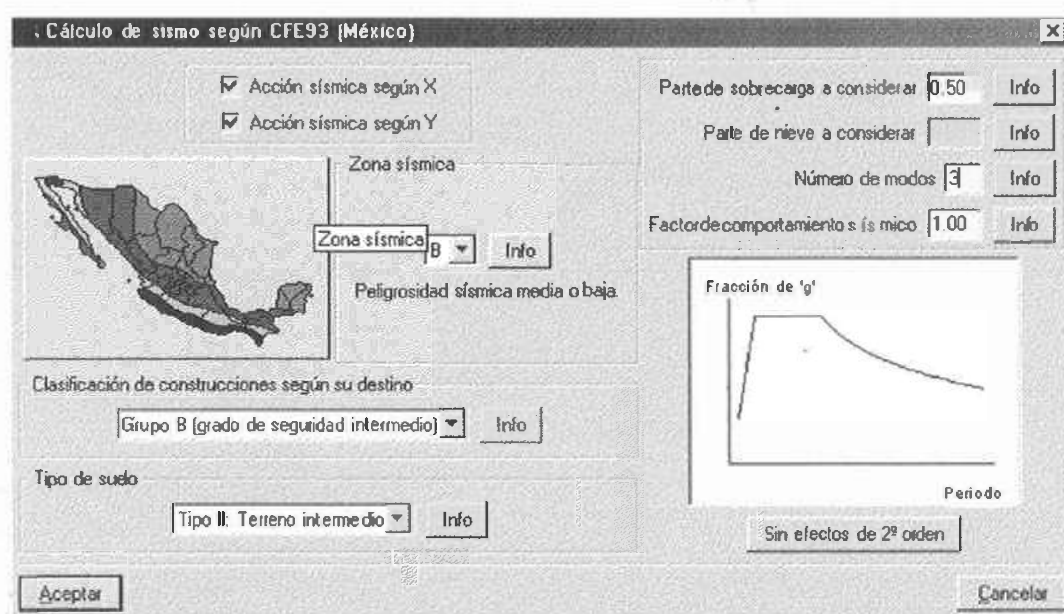 Cálculo de sismo según CFE93 (México)
Acción sísmica según X
Acción sísmica según Y
Zona sísmica
Zona sísmica
B
Info
Peligrosidad sísmica media o baja
Clasificación de construcciones según su destino
Grupo B (grado de seguridad intermedio)
Info
Tipo de suelo
Tipo II: Terreno intermedio
Info
Parte de sobrecarga a considerar 0.50 Info
Parte de nieve a considerar Info
Número de modos 3 Info
Factor de comportamiento sísmico 1.00 Info
Fracción de 'g'
Periodo
Sin efectos de 2º orden
Aceptar
Cancelar